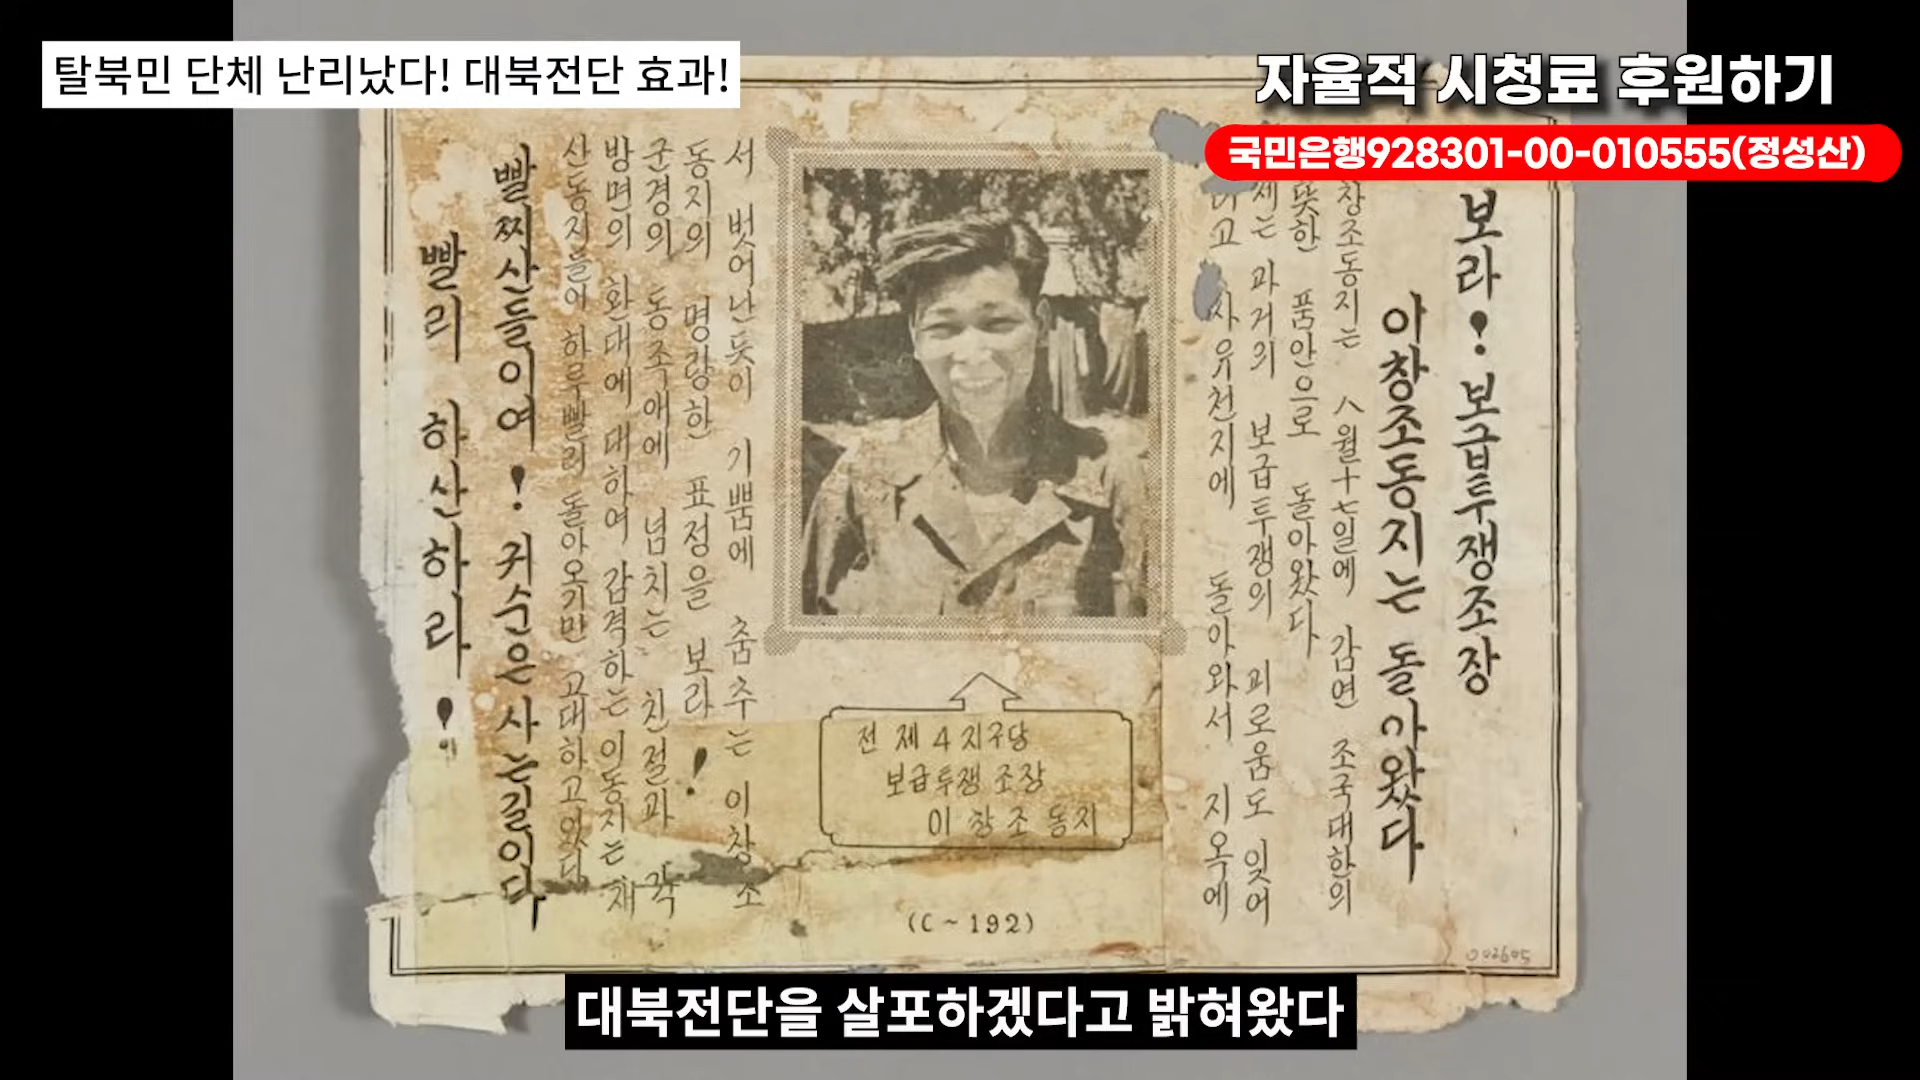 탈북민 단체 난리났다! 대북전단 효과!
자율적 시청료 후원하기
국민은행928301-00-010555(정성산)
보라! 보급투쟁조장
이창조동지는 돌아왔다
창조동지는 八월十七일에 감연 조국대한의
뜻한 품안으로 돌아왔다
제는 과거의 보급투쟁의 괴로움도 잊어
고 자유천지에 돌아와서 지옥에
서 벗어난듯이 기쁨에 춤추는 이창조
동지의 명랑한 표정을 보라!
군경의 동족애에 넘치는 친절과 각
방면의 환대에 대하여 감격하는 이동지는 재
산동지들이 하루빨리 돌아오기만 고대하고있다
빨찌산들이여! 귀순은 사는길이다
빨리 하산하라!
전 제4지구당
보급투쟁조장
이창조 동지
(C~192)
002605
대북전단을 살포하겠다고 밝혀왔다